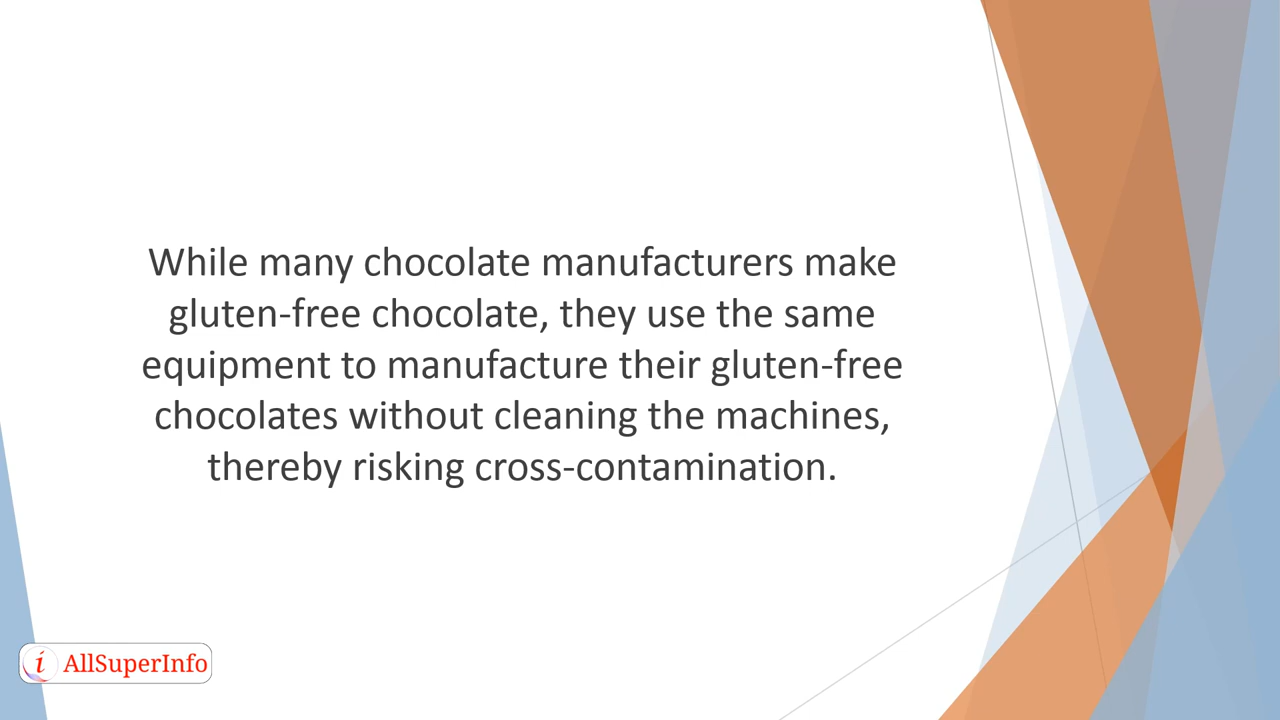 While many chocolate manufacturers make
gluten-free chocolate, they use the same
equipment to manufacture their gluten-free
chocolates without cleaning the machines,
thereby risking cross-contamination.
i AllSuperInfo